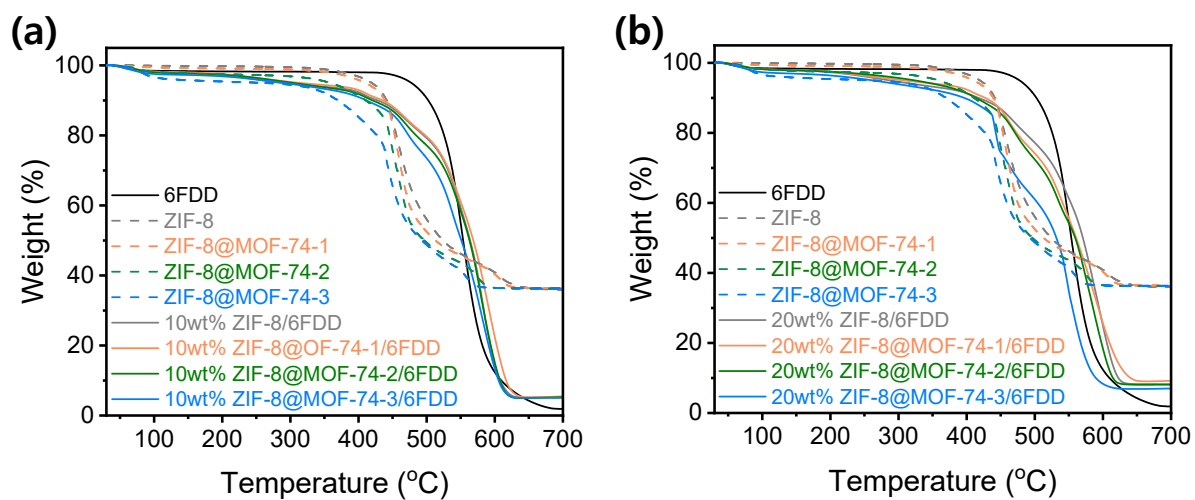 (a)
100
80
60
40
20
0
Weight (%)
6FDD
ZIF-8
ZIF-8@MOF-74-1
ZIF-8@MOF-74-2
ZIF-8@MOF-74-3
10wt% ZIF-8/6FDD
10wt% ZIF-8@OF-74-1/6FDD
10wt% ZIF-8@MOF-74-2/6FDD
10wt% ZIF-8@MOF-74-3/6FDD
100 200 300 400 500 600 700
Temperature (°C)
(b)
100
80
60
40
20
0
Weight (%)
6FDD
ZIF-8
ZIF-8@MOF-74-1
ZIF-8@MOF-74-2
ZIF-8@MOF-74-3
20wt% ZIF-8/6FDD
20wt% ZIF-8@MOF-74-1/6FDD
20wt% ZIF-8@MOF-74-2/6FDD
20wt% ZIF-8@MOF-74-3/6FDD
100 200 300 400 500 600 700
Temperature (°C)